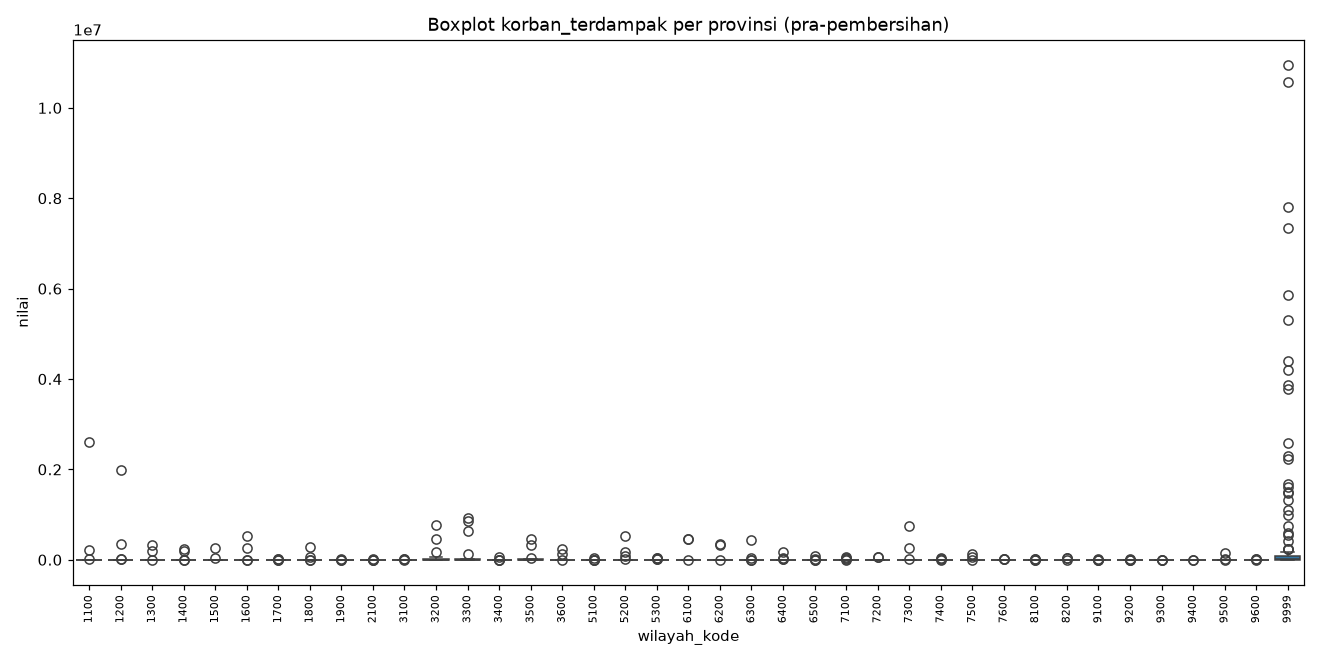 Boxplot korban_terdampak per provinsi (pra-pembersihan)
1e7
1.0
0.8
0.6
0.4
0.2
0.0
nilai
1100 1200 1300 1400 1500 1600 1700 1800 1900 2100 3100 3200 3300 3400 3500 3600 5100 5200 5300 6100 6200 6300 6400 6500 7100 7200 7300 7400 7500 7600 8100 8200 9100 9200 9300 9400 9500 9600 9999
wilayah_kode